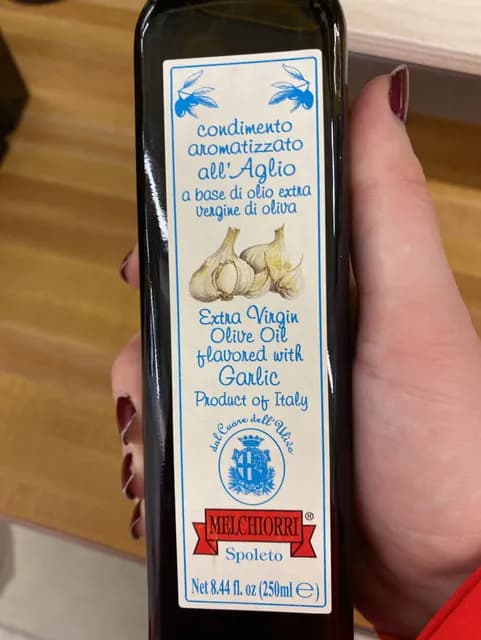 condimento
aromatizzato
all'Aglio
a base di olio extra
vergine di oliva
Extra Virgin
Olive Oil
flavored with
Garlic
Product of Italy
dal Cuore dell'Ulivo
MELCHIORRI®
Spoleto
Net 8.44 fl. oz (250ml ℮)